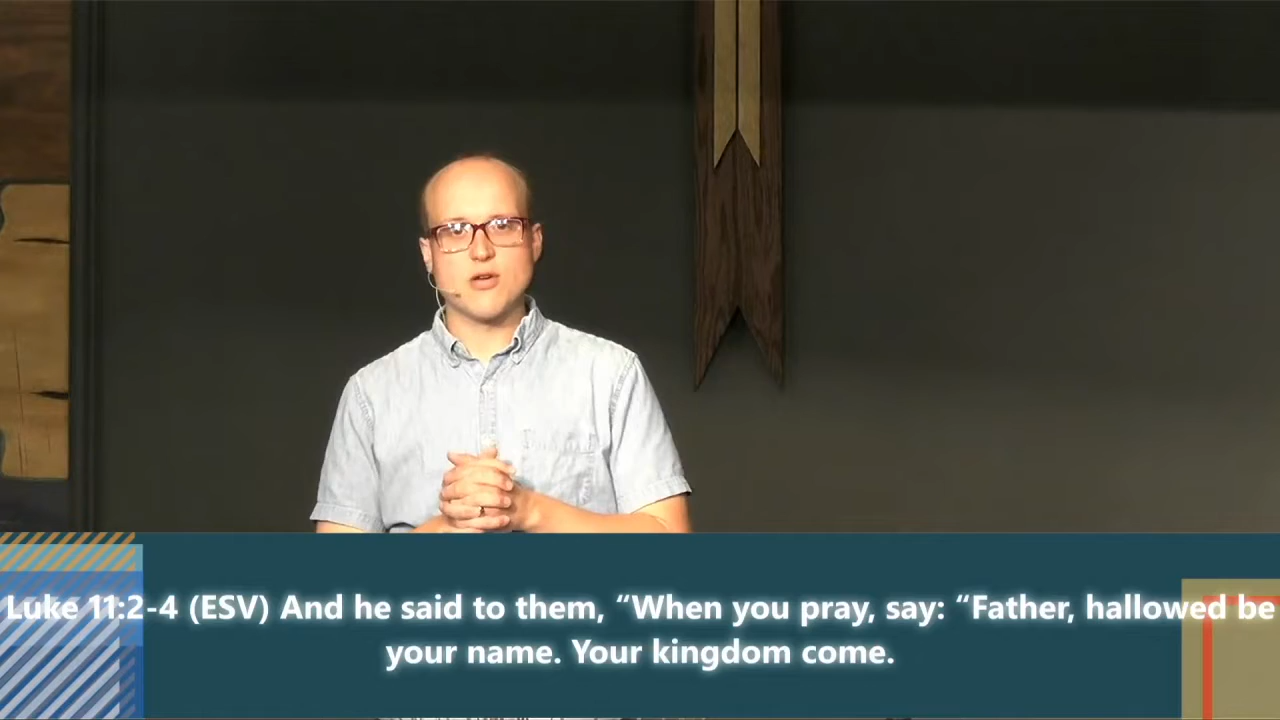 Luke 11:2-4 (ESV) And he said to them, “When you pray, say: “Father, hallowed be
your name. Your kingdom come.